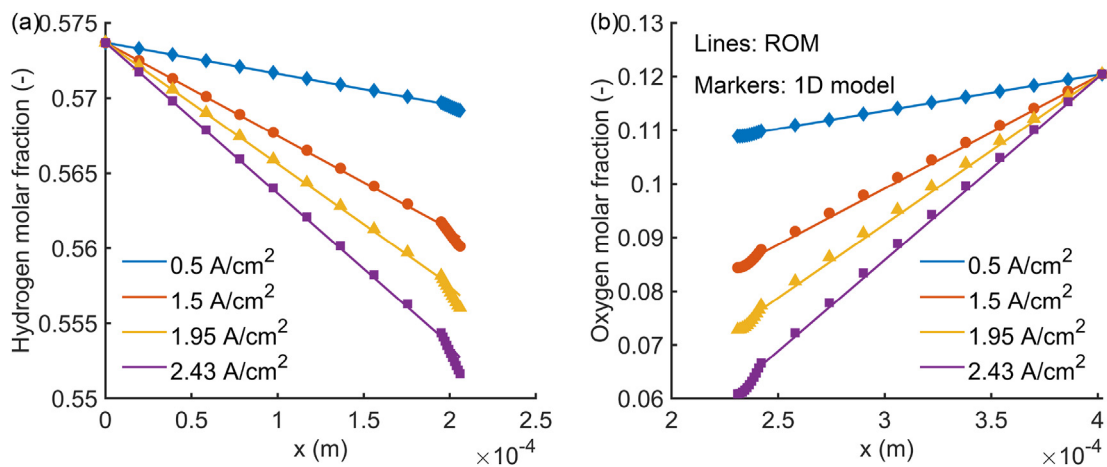 (a)
0.575
0.57
0.565
0.56
0.555
0.55
Hydrogen molar fraction (-)
0.5 A/cm²
1.5 A/cm²
1.95 A/cm²
2.43 A/cm²
0
0.5
1
1.5
2
2.5
x (m)
×10⁻⁴
(b)
0.13
0.12
0.11
0.1
0.09
0.08
0.07
0.06
Oxygen molar fraction (-)
Lines: ROM
Markers: 1D model
0.5 A/cm²
1.5 A/cm²
1.95 A/cm²
2.43 A/cm²
2
3
4
x (m)
×10⁻⁴